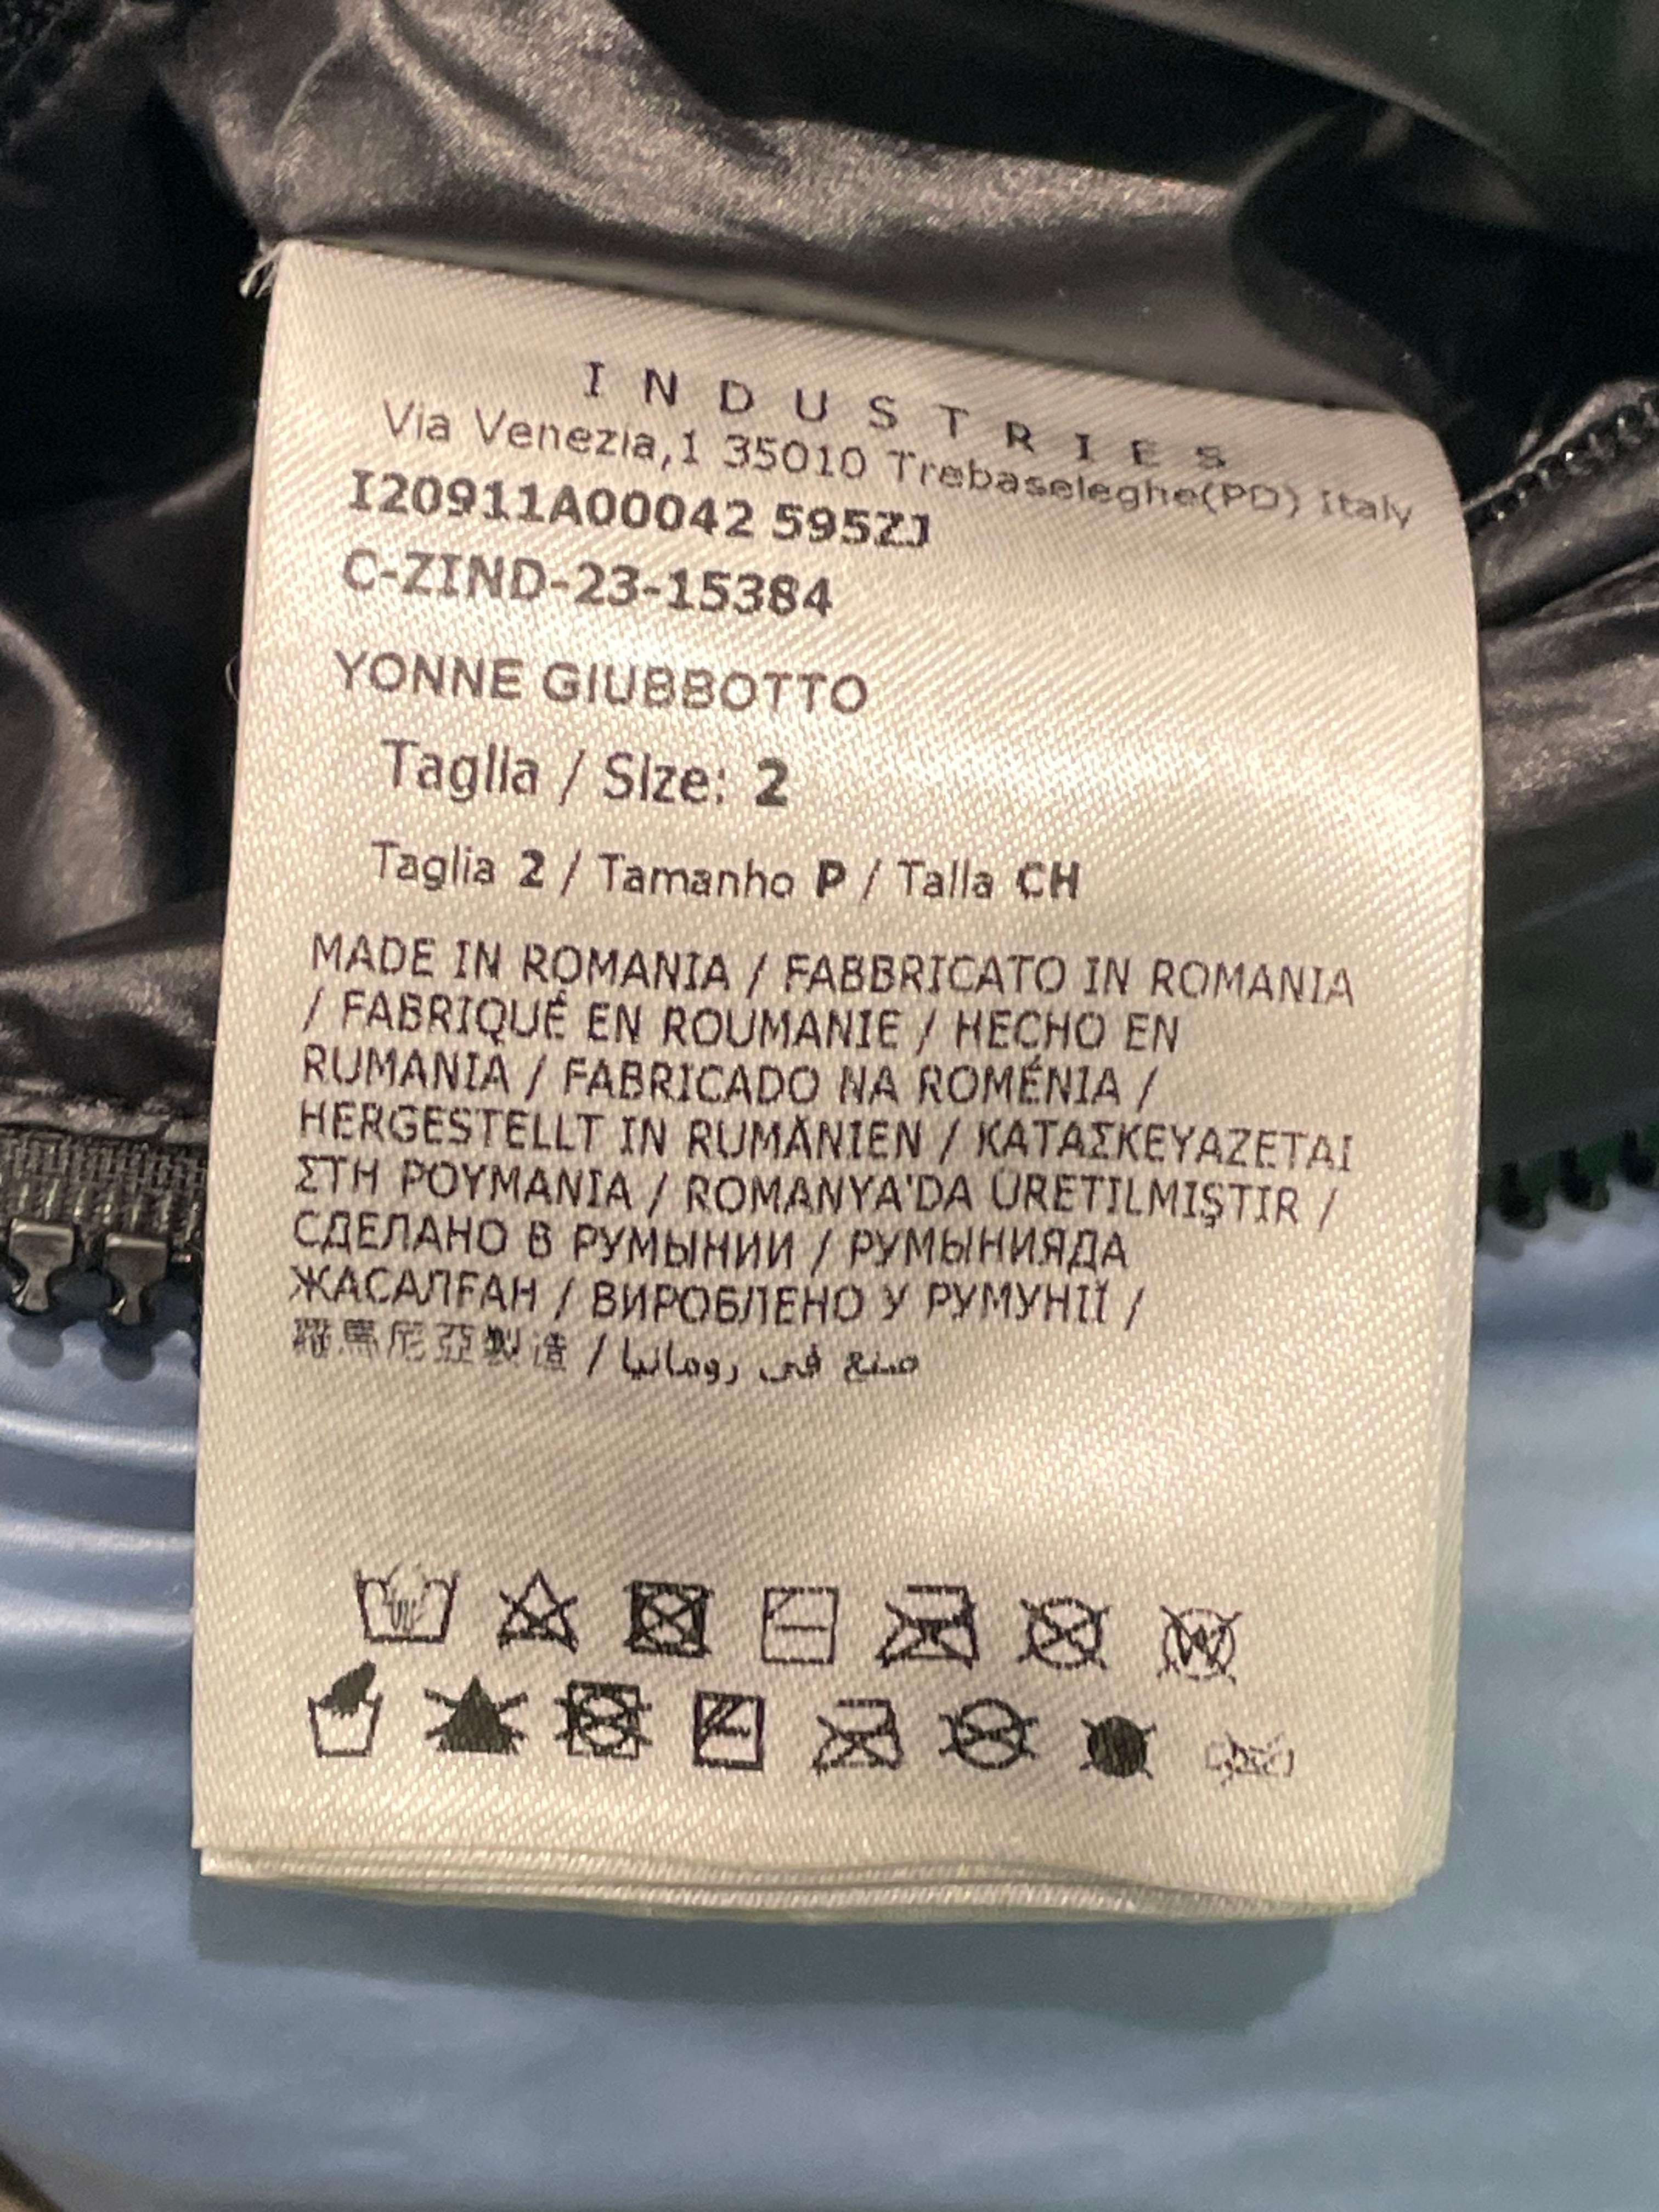 INDUSTRIES
Via Venezia,1 35010 Trebaseleghe(PD) Italy
I20911A00042 595ZJ
C-ZIND-23-15384
YONNE GIUBBOTTO
Taglia / Size: 2
Taglia 2 / Tamanho P / Talla CH
MADE IN ROMANIA / FABBRICATO IN ROMANIA
/ FABRIQUÉ EN ROUMANIE / HECHO EN
RUMANIA / FABRICADO NA ROMÉNIA /
HERGESTELLT IN RUMÄNIEN / ΚΑΤΑΣΚΕΥΑΖΕΤΑΙ
ΣΤΗ ΡΟΥΜΑΝΙΑ / ROMANYA'DA ÜRETILMIŞTIR /
СДЕЛАНО В РУМЫНИИ / РУМЫНИЯДА
ЖАСАЛҒАН / ВИРОБЛЕНО У РУМУНІЇ /
羅馬尼亞製造 / صنع في رومانيا
W